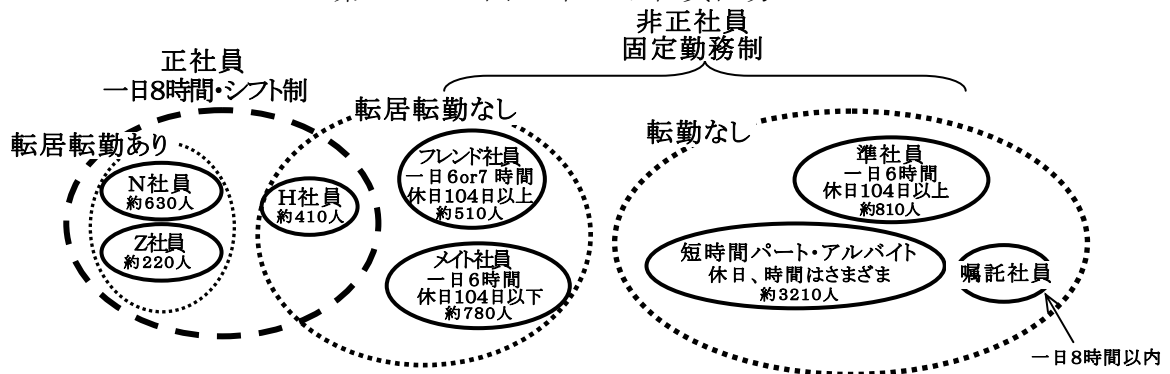 非正社員
固定勤務制
正社員
一日8時間・シフト制
転居転勤なし
転勤なし
転居転勤あり
N社員
約630人
Z社員
約220人
H社員
約410人
フレンド社員
一日6or7時間
休日104日以上
約510人
メイト社員
一日6時間
休日104日以下
約780人
準社員
一日6時間
休日104日以上
約810人
短時間パート・アルバイト
休日、時間はさまざま
約3210人
嘱託社員
一日8時間以内